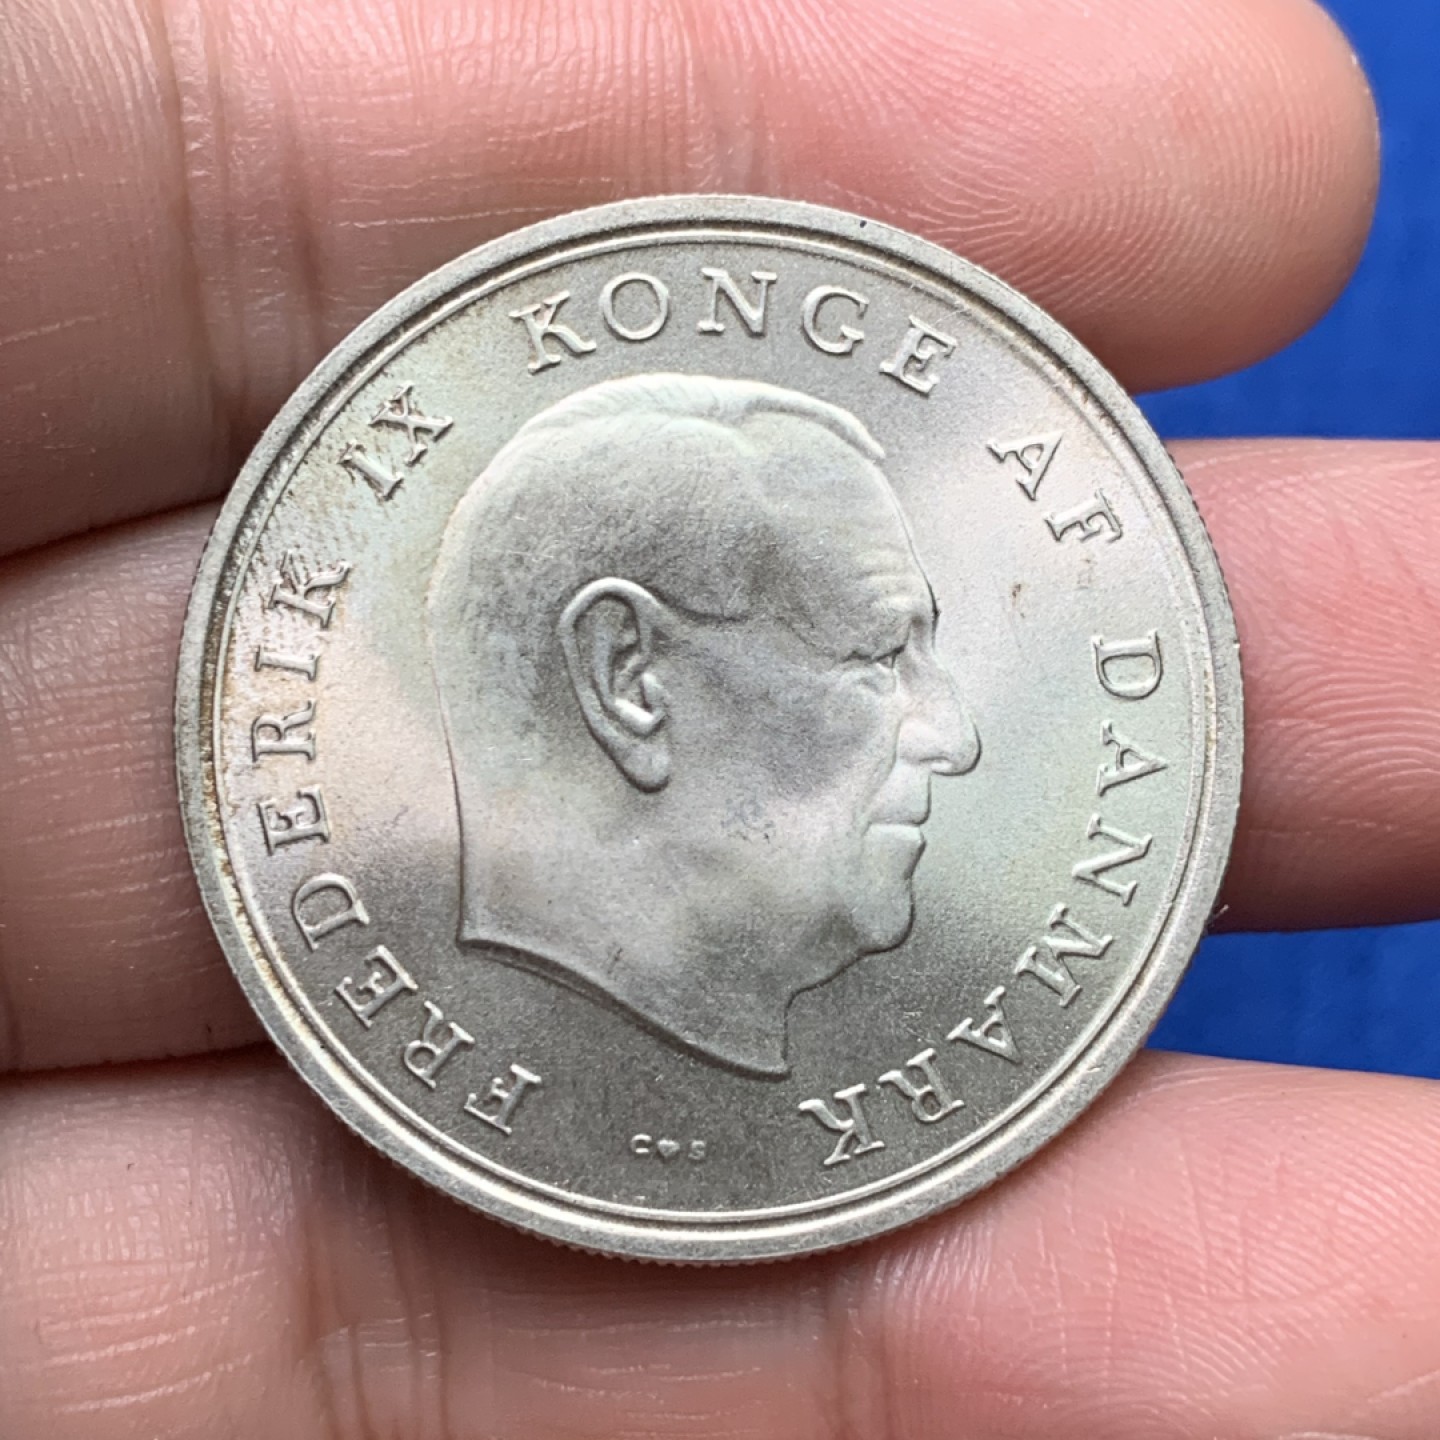 FREDERIK IX KONGE AF DANMARK
C♥S